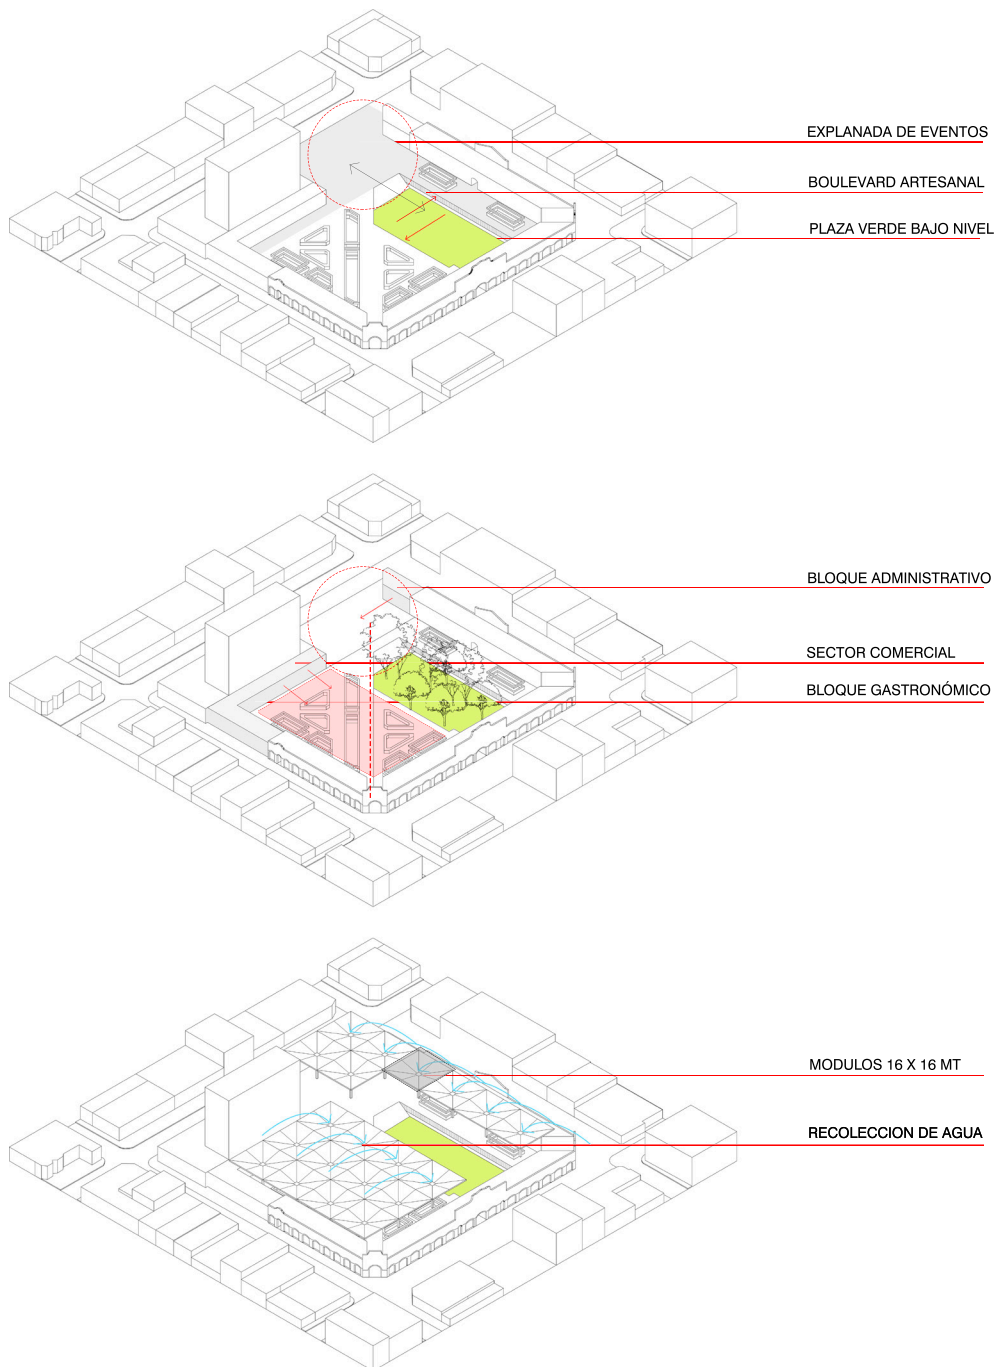 EXPLANADA DE EVENTOS
BOULEVARD ARTESANAL
PLAZA VERDE BAJO NIVEL
BLOQUE ADMINISTRATIVO
SECTOR COMERCIAL
BLOQUE GASTRONÓMICO
MODULOS 16 X 16 MT
RECOLECCION DE AGUA